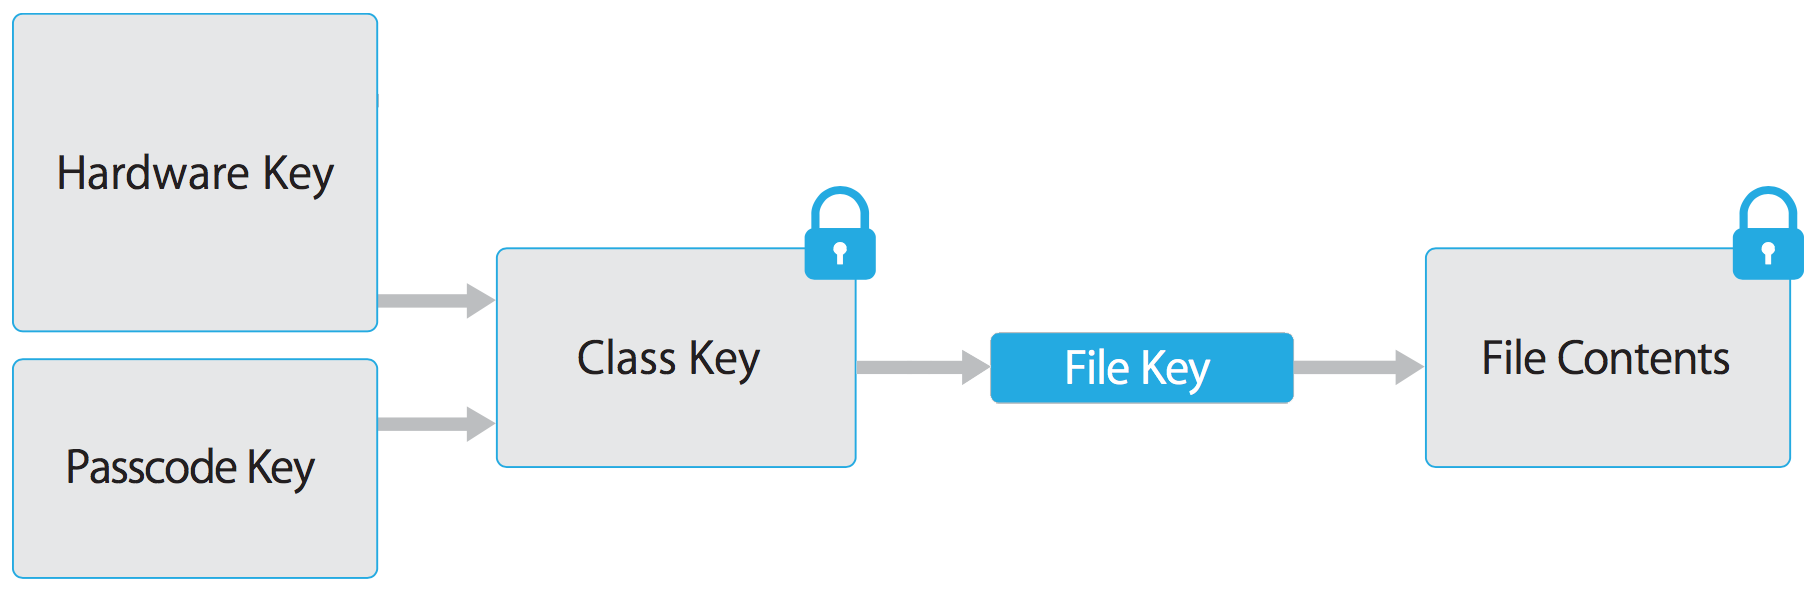 Hardware Key
Passcode Key
Class Key
File Key
File Contents